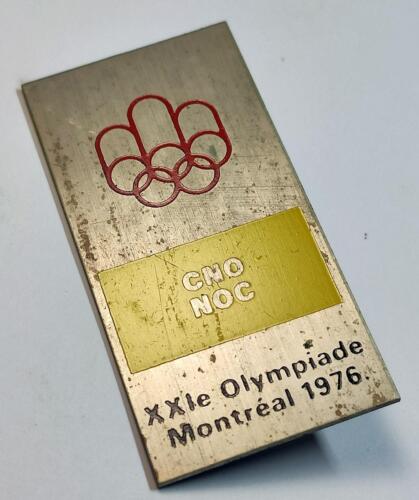 CNO
NOC
XXIe Olympiade
Montréal 1976